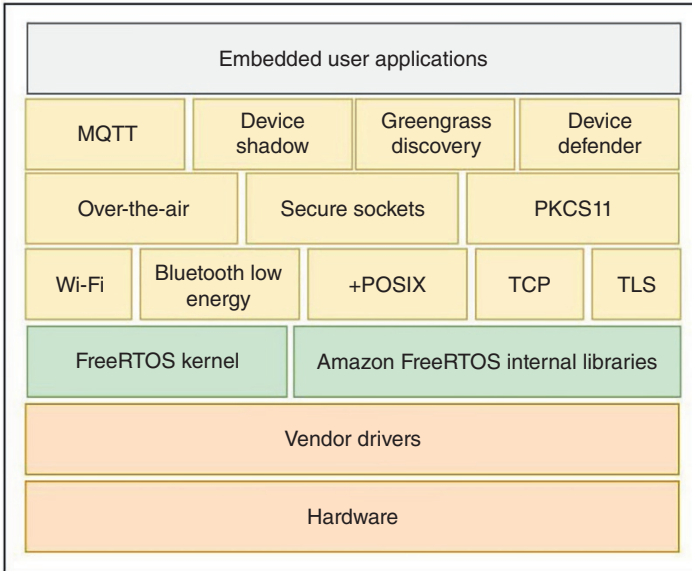 Embedded user applications
MQTT
Device
shadow
Greengrass
discovery
Device
defender
Over-the-air
Secure sockets
PKCS11
Wi-Fi
Bluetooth low
energy
+POSIX
TCP
TLS
FreeRTOS kernel
Amazon FreeRTOS internal libraries
Vendor drivers
Hardware